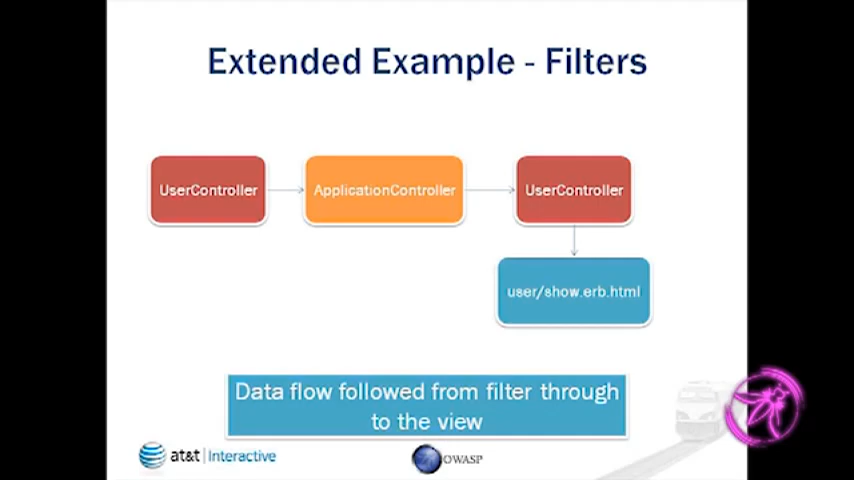 Extended Example - Filters
UserController
ApplicationController
UserController
user/show.erb.html
Data flow followed from filter through
to the view
at&t Interactive
OWASP